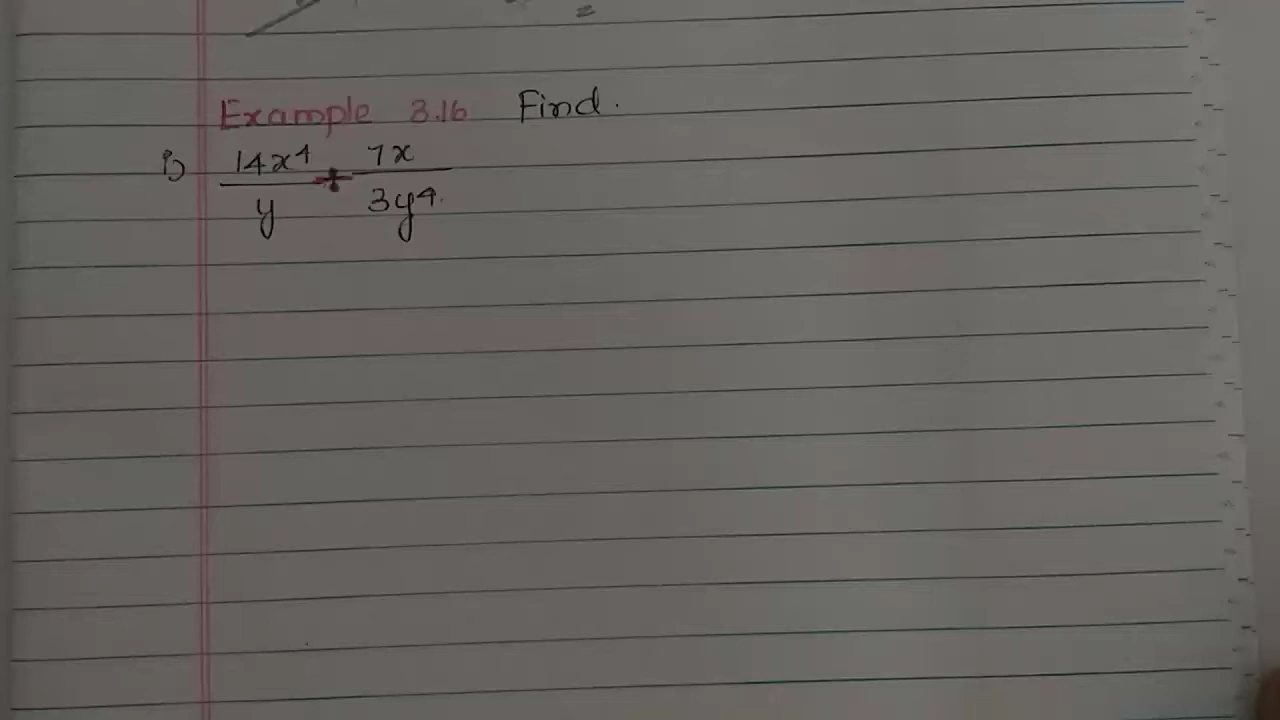 Example 3.16 Find.
i) 14x⁴/y + 7x/3y⁴.